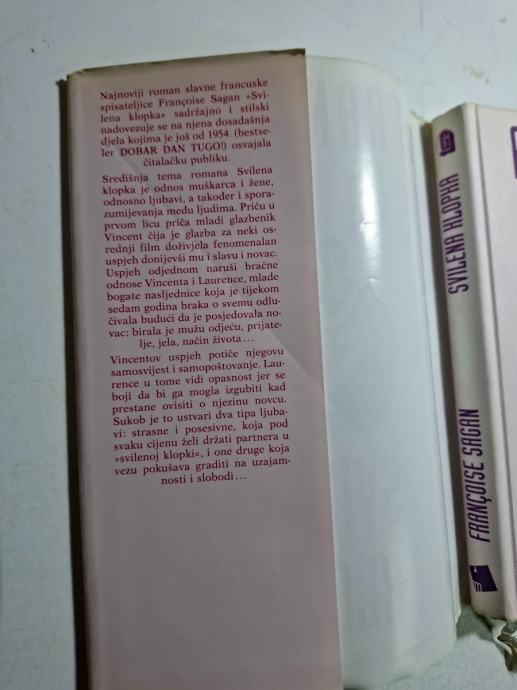 Najnoviji roman slavne francuske
spisateljice Françoise Sagan »Svi-
lena klopka« sadržajno i stilski
nadovezuje se na njena dosadašnja
djela kojima je još od 1954. (bestse-
ler DOBAR DAN TUGO!) osvajala
čitalačku publiku.
Središnja tema romana Svilena
klopka je odnos muškarca i žene,
odnosno ljubavi, a također i spora-
zumijevanja među ljudima. Priču u
prvom licu priča mladi glazbenik
Vincent čija je glazba za neki os-
rednji film doživjela fenomenalan
uspjeh donijevši mu i slavu i novac.
Uspjeh odjednom naruši bračne
odnose Vincenta i Laurence, mlade
bogate nasljednice koja je tijekom
sedam godina braka o svemu odlu-
čivala budući da je posjedovala no-
vac: birala je mužu odjeću, prijate-
lje, jela, način života...
Vincentov uspjeh potiče njegovu
samosvijest i samopoštovanje. Lau-
rence u tome vidi opasnost jer se
boji da bi ga mogla izgubiti kad
prestane ovisiti o njezinu novcu.
Sukob je to ustvari dva tipa ljuba-
vi: strasne i posesivne, koja pod
svaku cijenu želi držati partnera u
»svilenoj klopki«, i one druge koja
vezu pokušava graditi na uzajam-
nosti i slobodi...
FRANÇOISE SAGAN
SVILENA KLOPKA